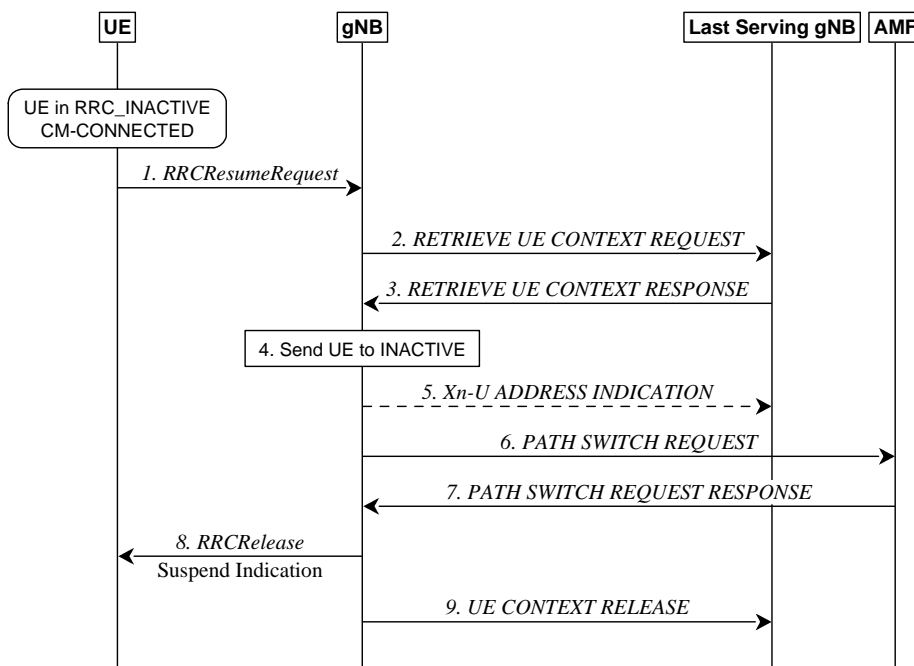 UE
gNB
Last Serving gNB
AMF
UE in RRC_INACTIVE
CM-CONNECTED
1. RRCResumeRequest
2. RETRIEVE UE CONTEXT REQUEST
3. RETRIEVE UE CONTEXT RESPONSE
4. Send UE to INACTIVE
5. Xn-U ADDRESS INDICATION
6. PATH SWITCH REQUEST
7. PATH SWITCH REQUEST RESPONSE
8. RRCRelease
Suspend Indication
9. UE CONTEXT RELEASE